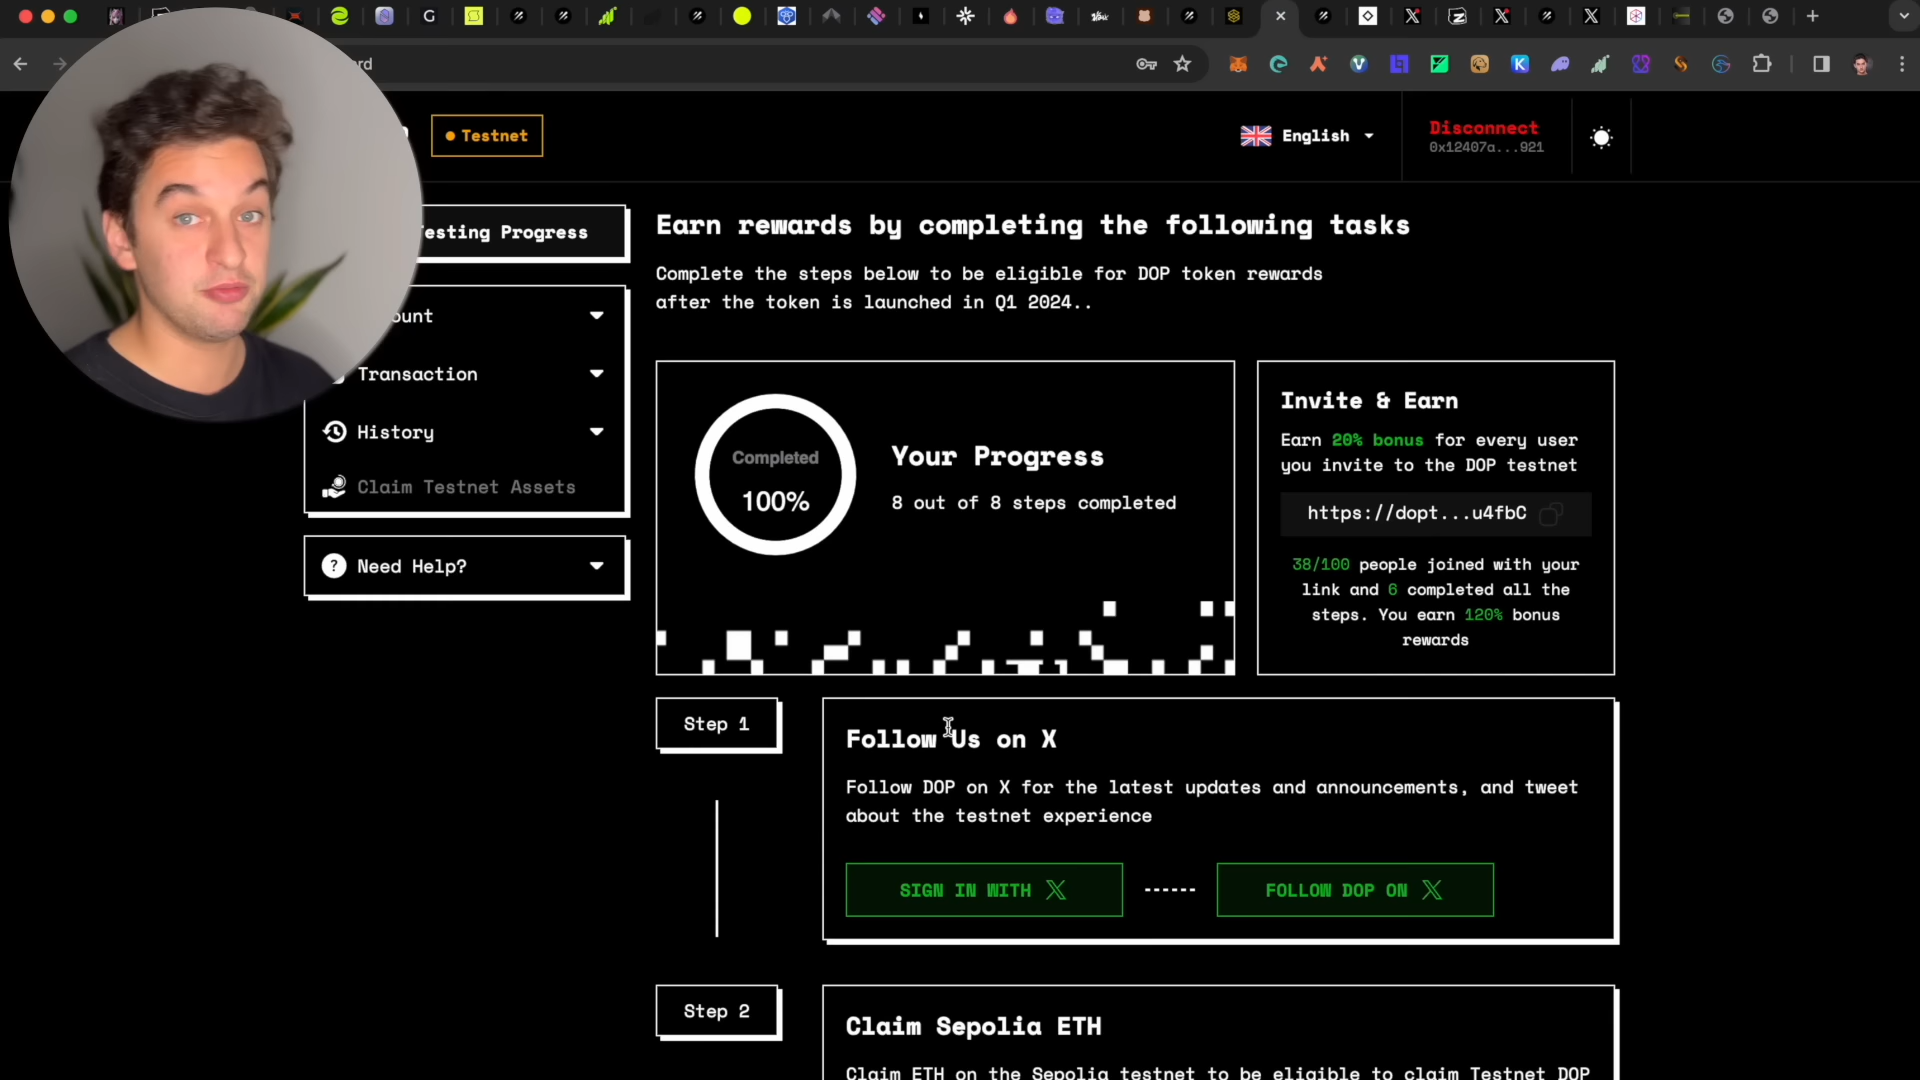 rd
Testnet
English
Disconnect
0x12407a...921
Testing Progress
ount
Transaction
History
Claim Testnet Assets
? Need Help?
Earn rewards by completing the following tasks
Complete the steps below to be eligible for DOP token rewards
after the token is launched in Q1 2024..
Completed
100%
Your Progress
8 out of 8 steps completed
Invite & Earn
Earn 20% bonus for every user
you invite to the DOP testnet
https://dopt...u4fbC
38/100 people joined with your
link and 6 completed all the
steps. You earn 120% bonus
rewards
Step 1
Follow Us on X
Follow DOP on X for the latest updates and announcements, and tweet
about the testnet experience
SIGN IN WITH X
FOLLOW DOP ON X
Step 2
Claim Sepolia ETH
Claim ETH on the Sepolia testnet to be eligible to claim Testnet DOP